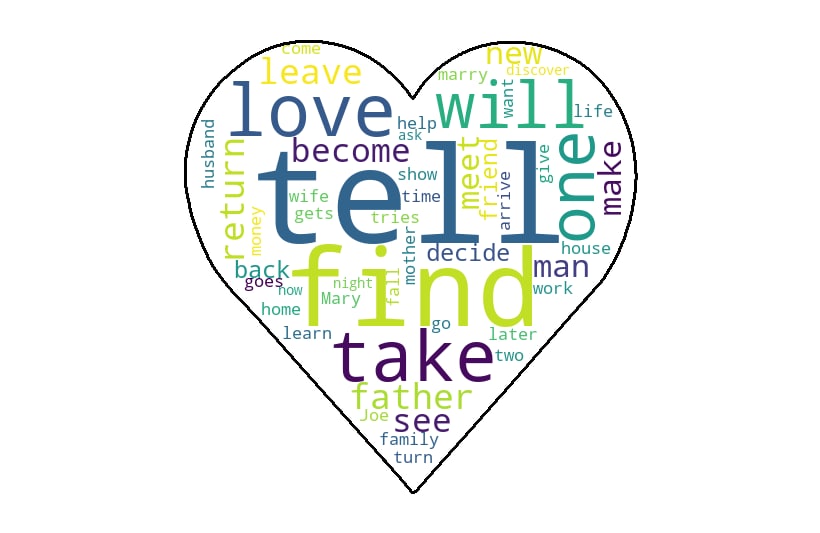 come
new
leave
marry
discover
love
will
want
life
help
ask
husband
return
become
tell
one
make
meet
friend
give
show
arrive
wife
time
gets
tries
money
mother
decide
house
back
find
man
goes
now
night
Mary
fall
work
home
go
learn
take
later
two
father
Joe
see
family
turn